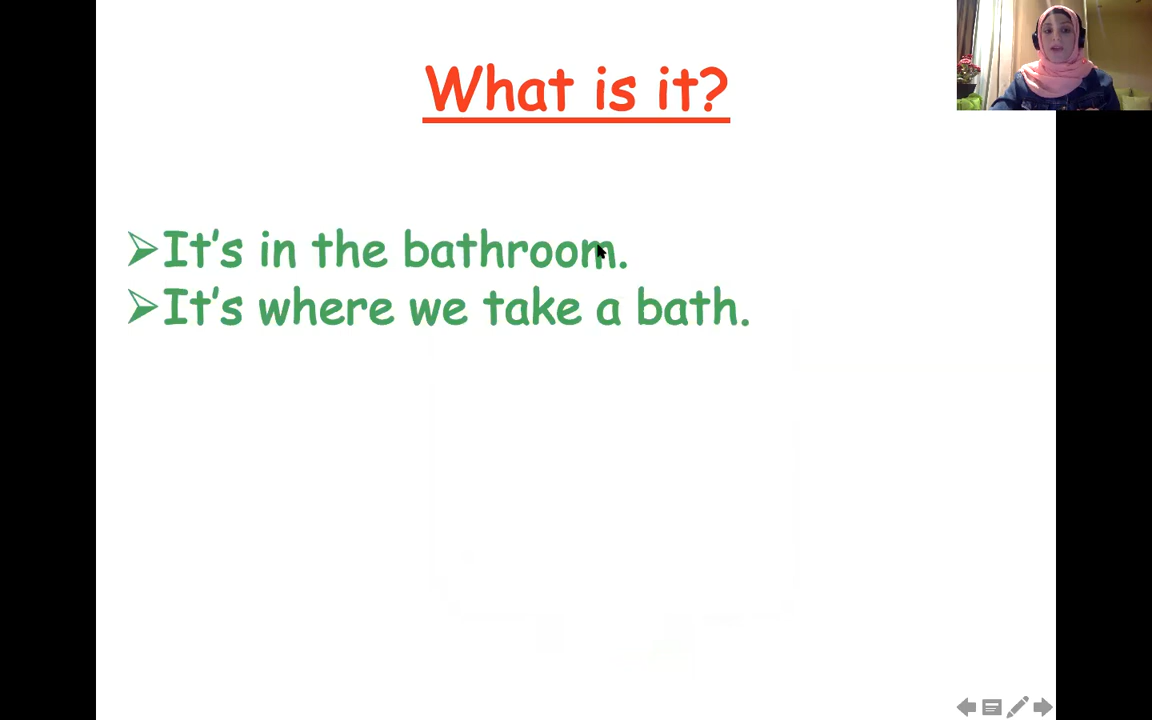 What is it?
➢It's in the bathroom.
➢It's where we take a bath.